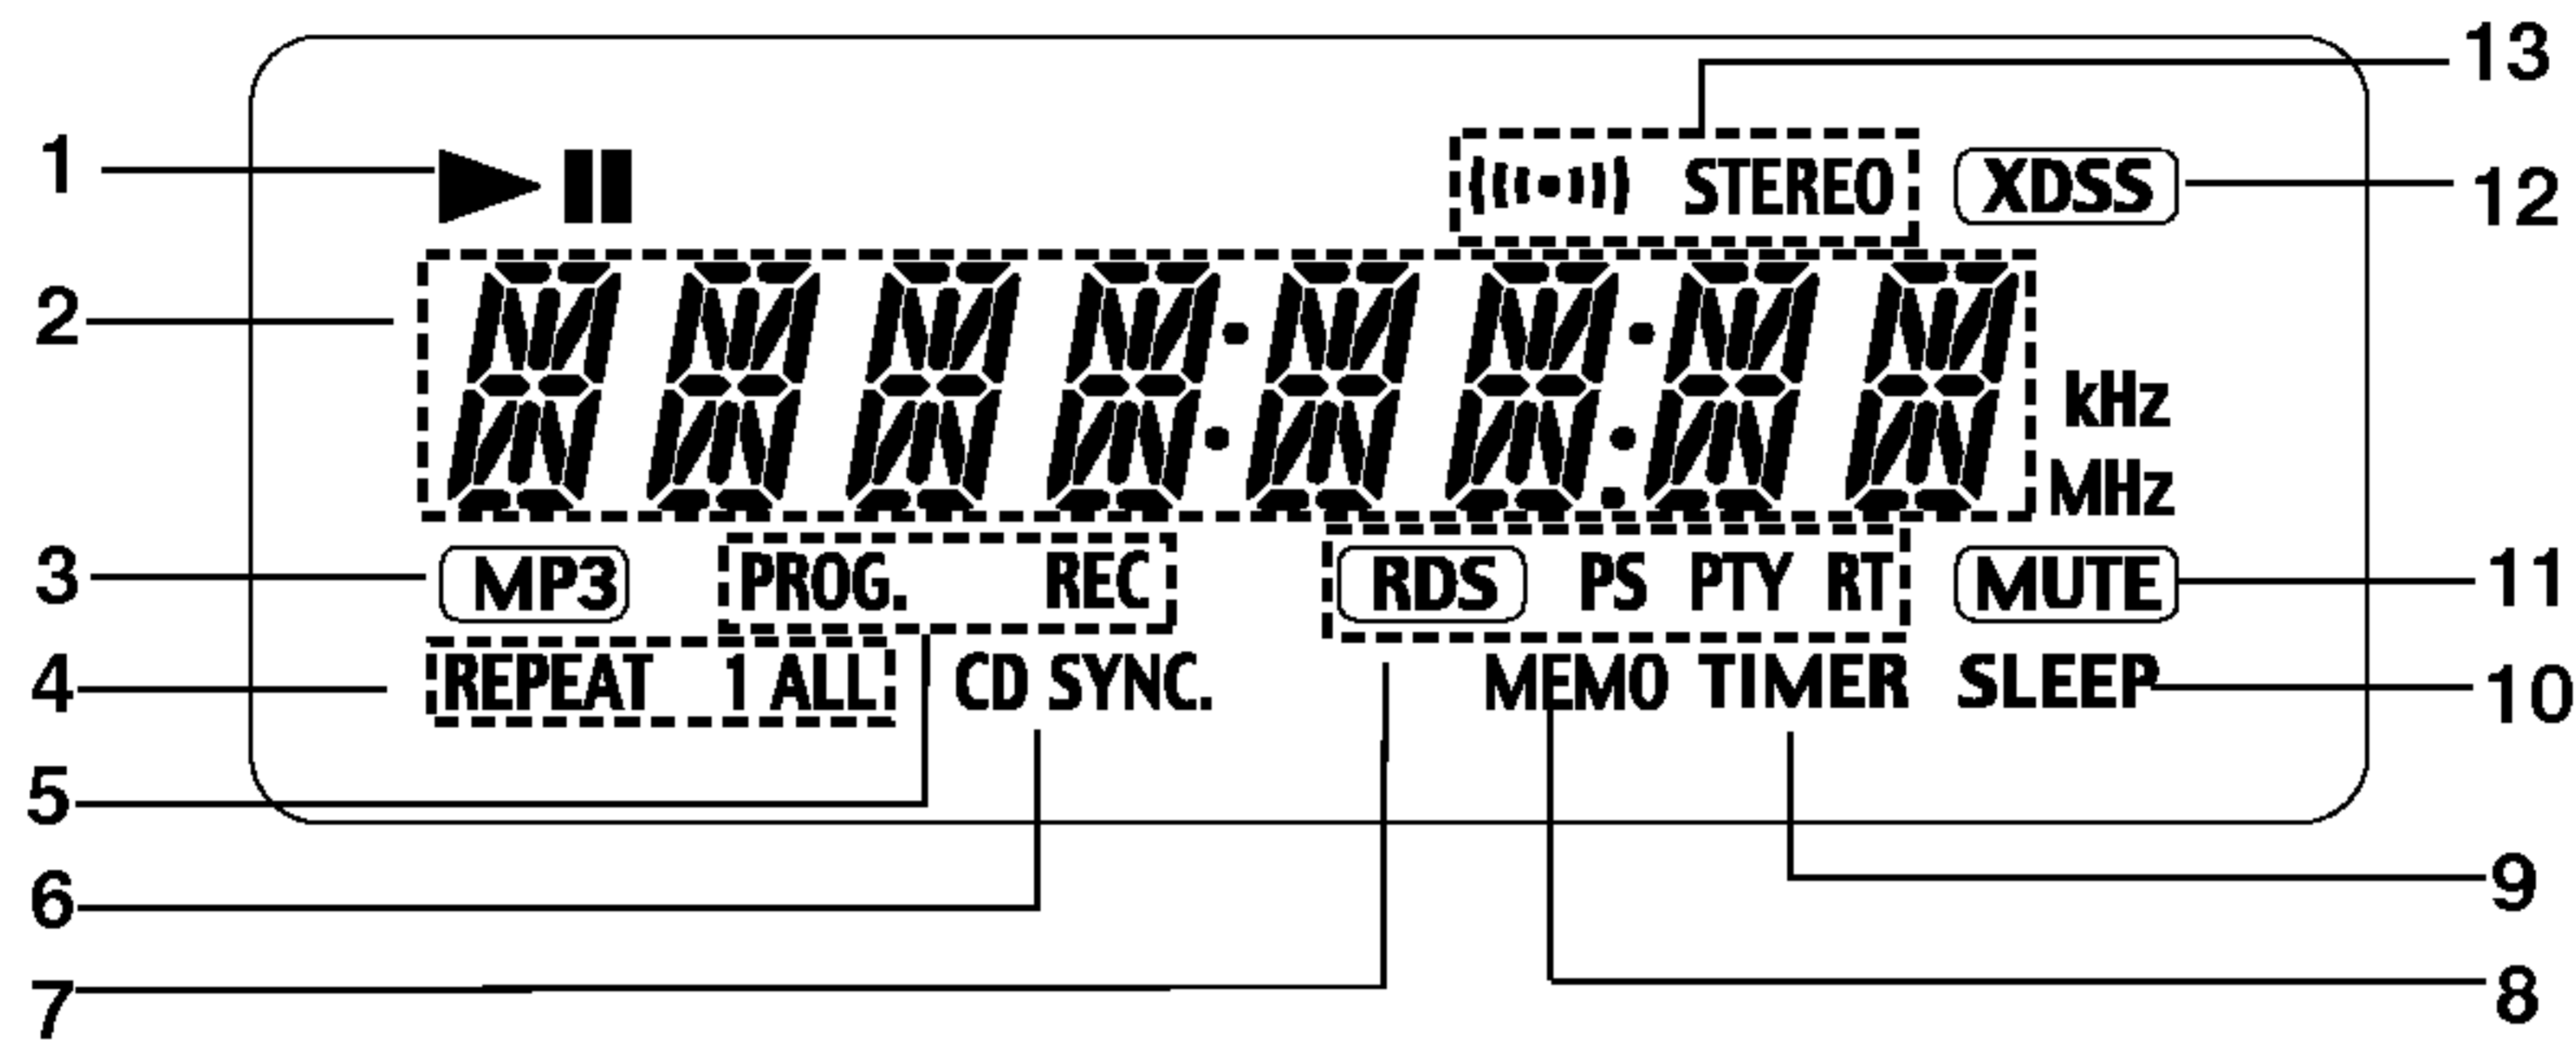 13
1 STEREO XDSS 12
2
kHz
MHz
3 MP3 PROG. REC RDS PS PTY RT MUTE 11
4 REPEAT 1 ALL CD SYNC. MEMO TIMER SLEEP 10
5
6 9
7 8